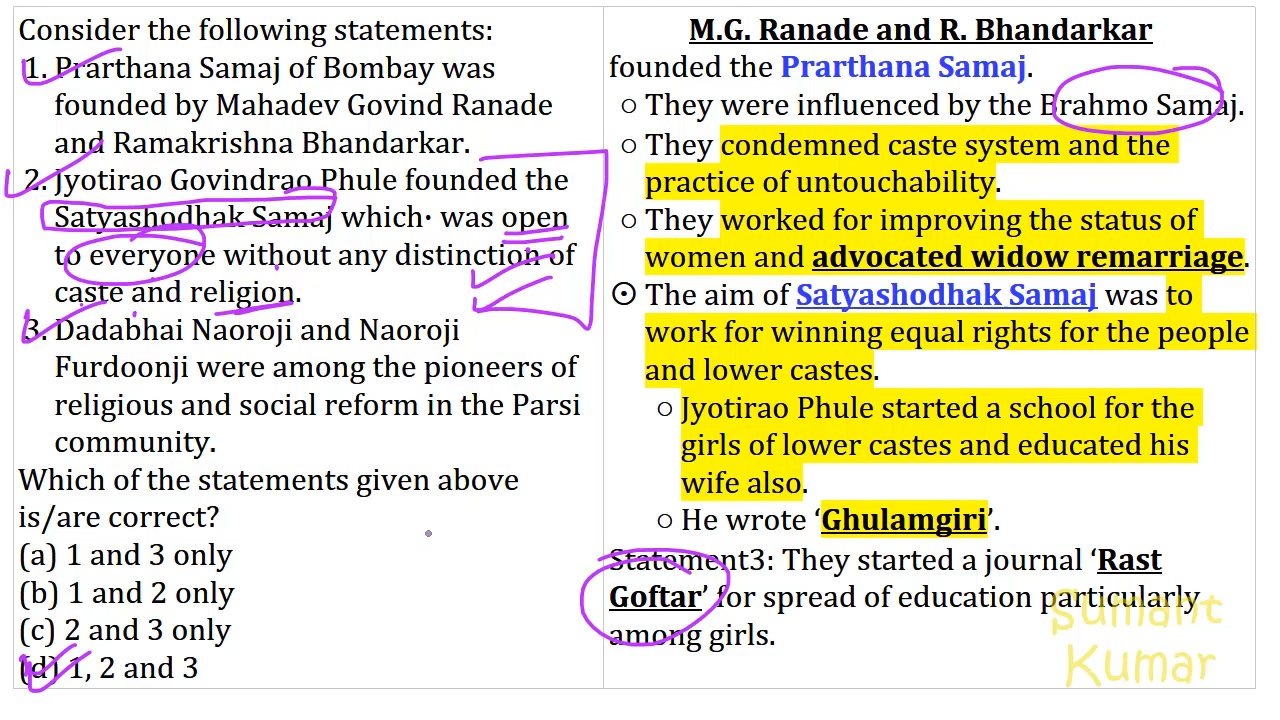 Consider the following statements:
1. Prarthana Samaj of Bombay was
founded by Mahadev Govind Ranade
and Ramakrishna Bhandarkar.
2. Jyotirao Govindrao Phule founded the
Satyashodhak Samaj which· was open
to everyone without any distinction of
caste and religion.
3. Dadabhai Naoroji and Naoroji
Furdoonji were among the pioneers of
religious and social reform in the Parsi
community.
Which of the statements given above
is/are correct?
(a) 1 and 3 only
(b) 1 and 2 only
(c) 2 and 3 only
(d) 1, 2 and 3
M.G. Ranade and R. Bhandarkar
founded the Prarthana Samaj.
○ They were influenced by the Brahmo Samaj.
○ They condemned caste system and the
practice of untouchability.
○ They worked for improving the status of
women and advocated widow remarriage.
⊙ The aim of Satyashodhak Samaj was to
work for winning equal rights for the people
and lower castes.
○ Jyotirao Phule started a school for the
girls of lower castes and educated his
wife also.
○ He wrote ‘Ghulamgiri’.
Statement3: They started a journal ‘Rast
Goftar’ for spread of education particularly
among girls.
Sumant
Kumar